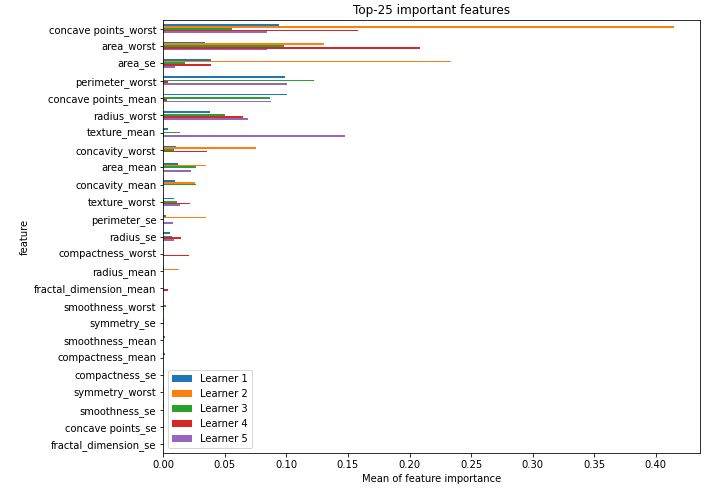 Top-25 important features
concave points_worst
area_worst
area_se
perimeter_worst
concave points_mean
radius_worst
texture_mean
concavity_worst
area_mean
concavity_mean
texture_worst
perimeter_se
radius_se
compactness_worst
radius_mean
fractal_dimension_mean
smoothness_worst
symmetry_se
smoothness_mean
compactness_mean
compactness_se
symmetry_worst
smoothness_se
concave points_se
fractal_dimension_se
feature
Learner 1
Learner 2
Learner 3
Learner 4
Learner 5
0.00 0.05 0.10 0.15 0.20 0.25 0.30 0.35 0.40
Mean of feature importance